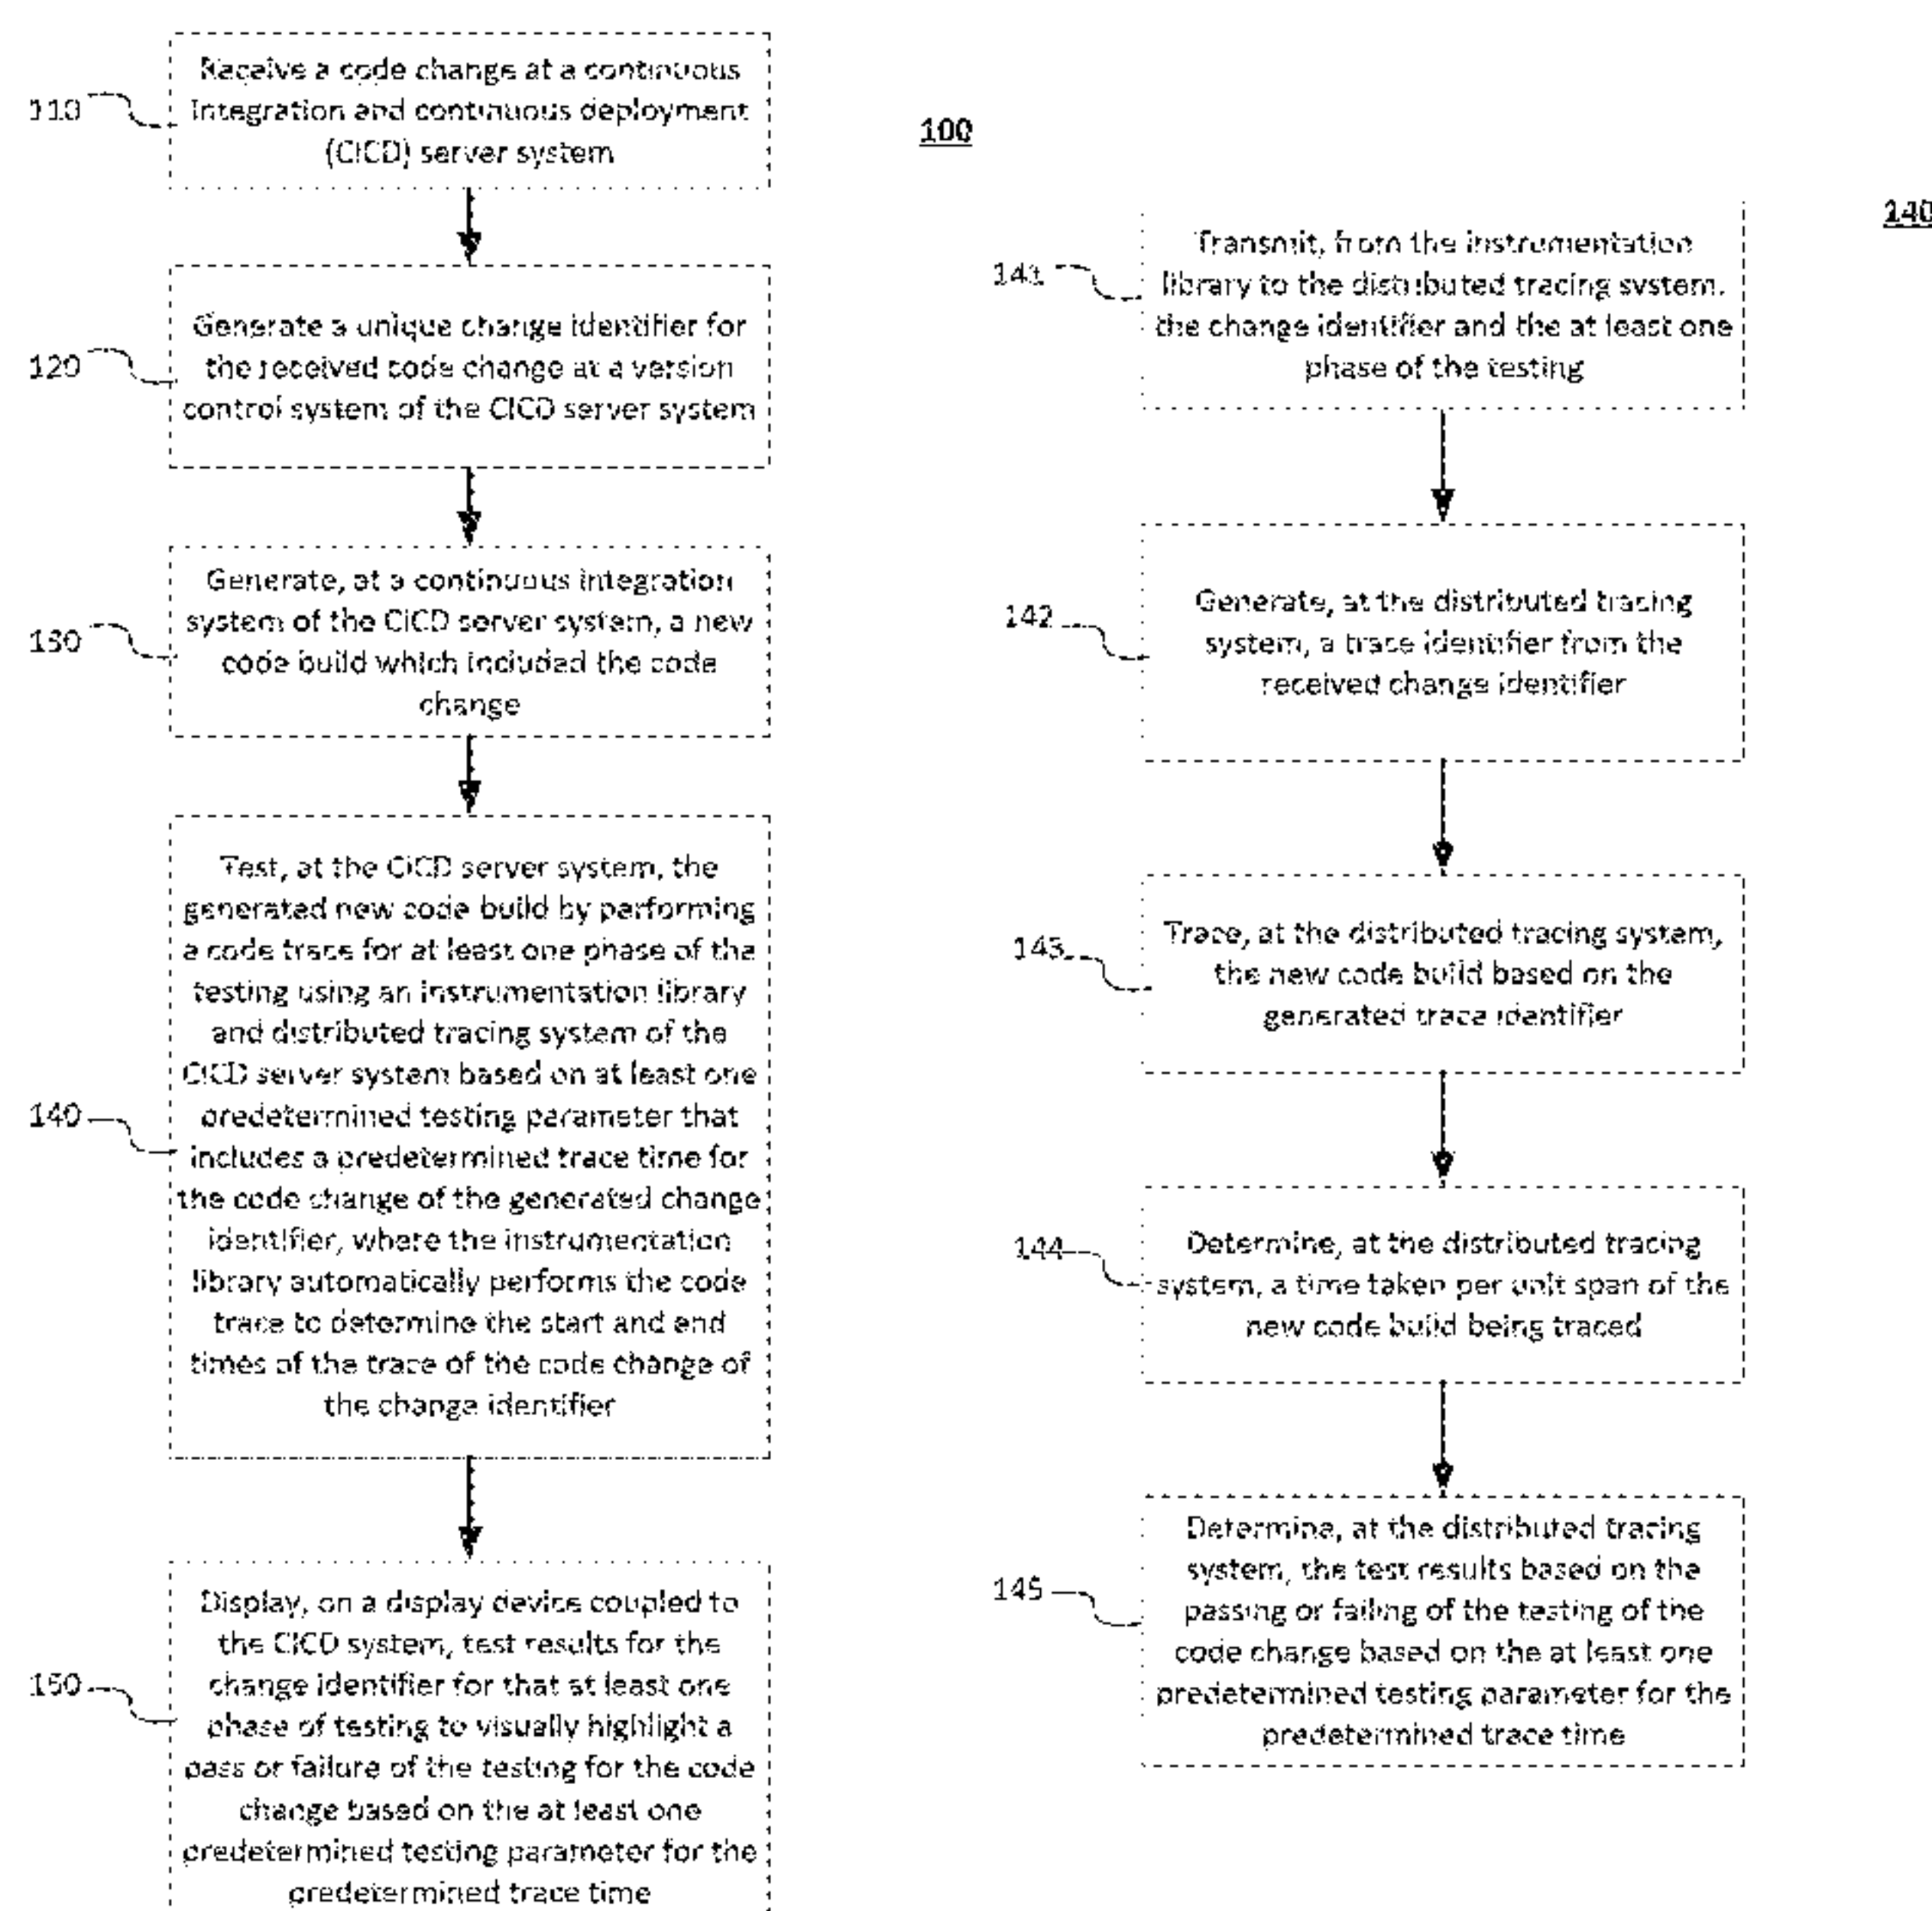 Receive a code change at a continuous
integration and continuous deployment
(CICD) server system
110
Generate a unique change identifier for
the received code change at a version
control system of the CICD server system
120
Generate, at a continuous integration
system of the CICD server system, a new
code build which included the code
change
130
Test, at the CICD server system, the
generated new code build by performing
a code trace for at least one phase of the
testing using an instrumentation library
and distributed tracing system of the
CICD server system based on at least one
predetermined testing parameter that
includes a predetermined trace time for
the code change of the generated change
identifier, where the instrumentation
library automatically performs the code
trace to determine the start and end
times of the trace of the code change of
the change identifier
140
Display, on a display device coupled to
the CICD system, test results for the
change identifier for that at least one
phase of testing to visually highlight a
pass or failure of the testing for the code
change based on the at least one
predetermined testing parameter for the
predetermined trace time
150
100
140
Transmit, from the instrumentation
library to the distributed tracing system,
the change identifier and the at least one
phase of the testing
141
Generate, at the distributed tracing
system, a trace identifier from the
received change identifier
142
Trace, at the distributed tracing system,
the new code build based on the
generated trace identifier
143
Determine, at the distributed tracing
system, a time taken per unit span of the
new code build being traced
144
Determine, at the distributed tracing
system, the test results based on the
passing or failing of the testing of the
code change based on the at least one
predetermined testing parameter for the
predetermined trace time
145